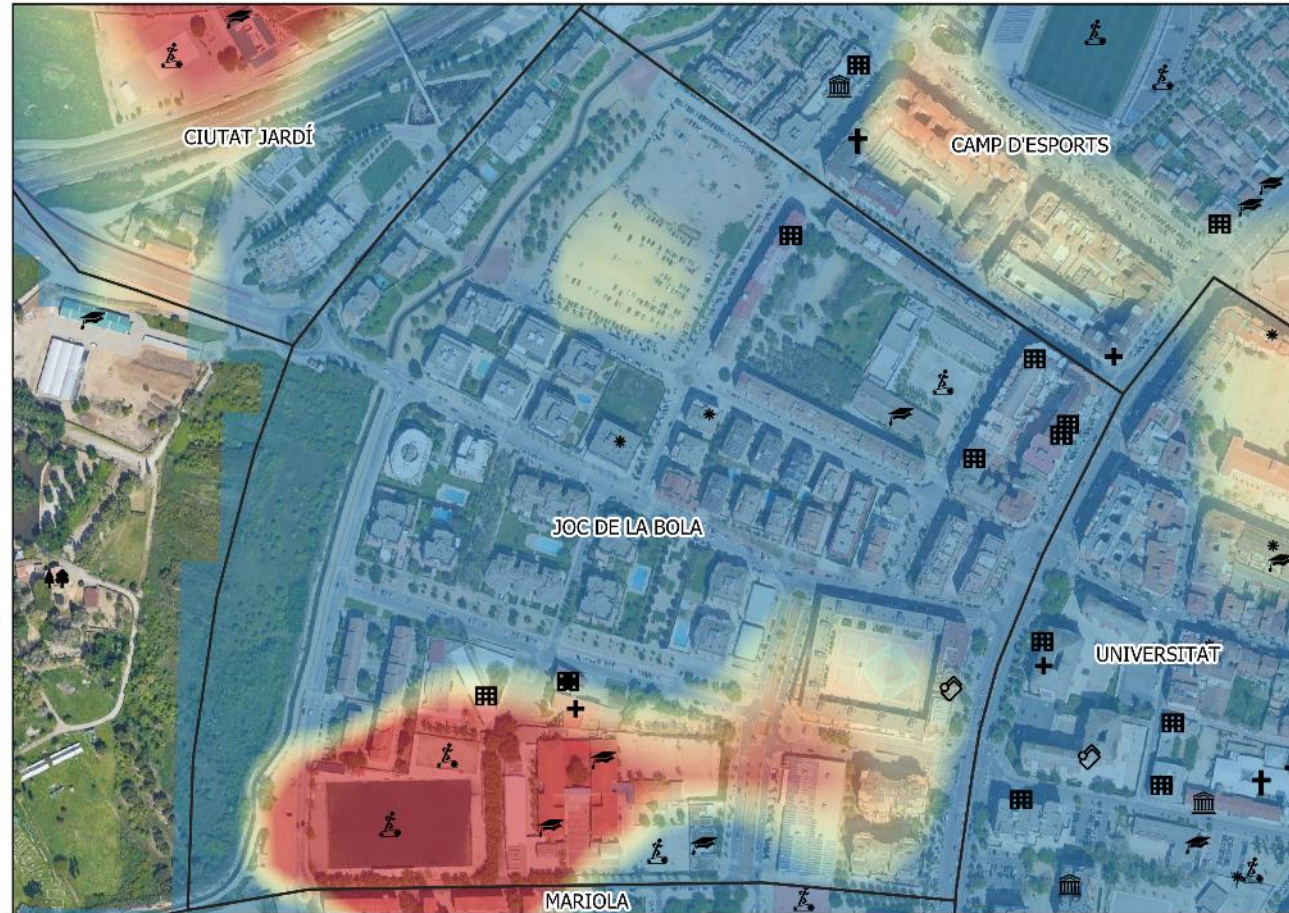 CIUTAT JARDÍ
CAMP D'ESPORTS
JOC DE LA BOLA
UNIVERSITAT
MARIOLA